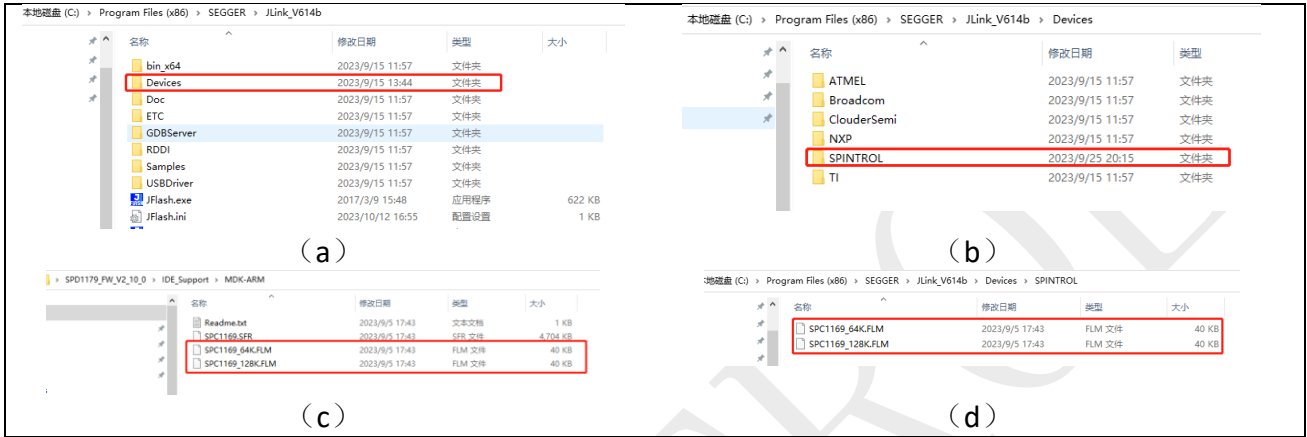 本地磁盘 (C:) › Program Files (x86) › SEGGER › JLink_V614b
名称 修改日期 类型 大小
bin_x64 2023/9/15 11:57 文件夹
Devices 2023/9/15 13:44 文件夹
Doc 2023/9/15 11:57 文件夹
ETC 2023/9/15 11:57 文件夹
GDBServer 2023/9/15 11:57 文件夹
RDDI 2023/9/15 11:57 文件夹
Samples 2023/9/15 11:57 文件夹
USBDriver 2023/9/15 11:57 文件夹
JFlash.exe 2017/3/9 15:48 应用程序 622 KB
JFlash.ini 2023/10/12 16:55 配置设置 1 KB
（a）
本地磁盘 (C:) › Program Files (x86) › SEGGER › JLink_V614b › Devices
名称 修改日期 类型
ATMEL 2023/9/15 11:57 文件夹
Broadcom 2023/9/15 11:57 文件夹
ClouderSemi 2023/9/15 11:57 文件夹
NXP 2023/9/15 11:57 文件夹
SPINTROL 2023/9/25 20:15 文件夹
TI 2023/9/15 11:57 文件夹
（b）
› SPD1179_FW_V2_10_0 › IDE_Support › MDK-ARM
名称 修改日期 类型 大小
Readme.txt 2023/9/5 17:43 文本文档 1 KB
SPC1169.SFR 2023/9/5 17:43 SFR 文件 4,704 KB
SPC1169_64K.FLM 2023/9/5 17:43 FLM 文件 40 KB
SPC1169_128K.FLM 2023/9/5 17:43 FLM 文件 40 KB
（c）
本地磁盘 (C:) › Program Files (x86) › SEGGER › JLink_V614b › Devices › SPINTROL
名称 修改日期 类型 大小
SPC1169_64K.FLM 2023/9/5 17:43 FLM 文件 40 KB
SPC1169_128K.FLM 2023/9/5 17:43 FLM 文件 40 KB
（d）